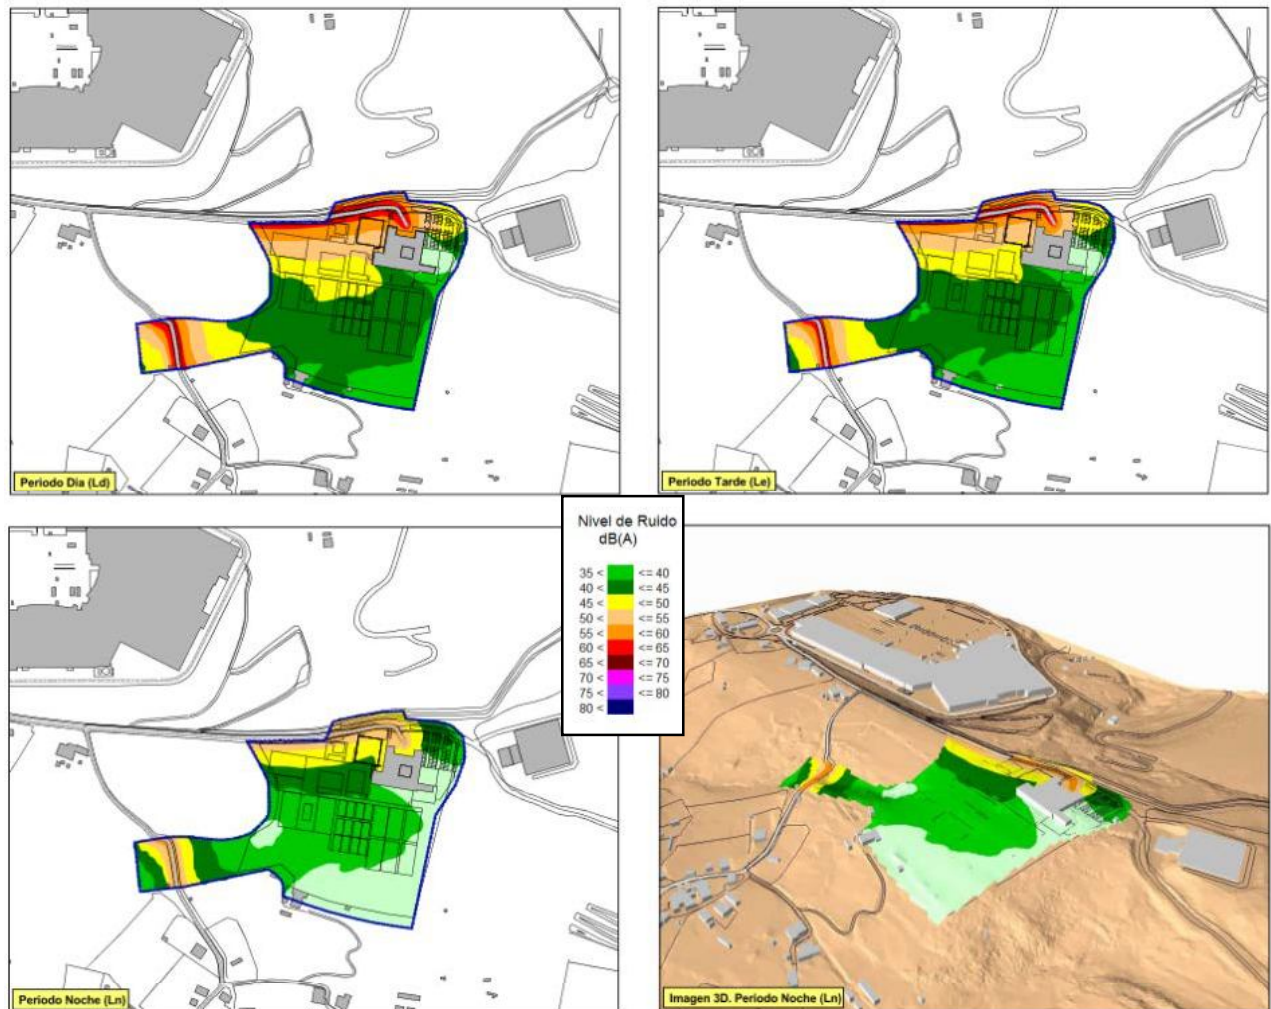 Periodo Día (Ld)
Periodo Tarde (Le)
Nivel de Ruido
dB(A)
35 < <= 40
40 < <= 45
45 < <= 50
50 < <= 55
55 < <= 60
60 < <= 65
65 < <= 70
70 < <= 75
75 < <= 80
80 <
Periodo Noche (Ln)
Imagen 3D. Periodo Noche (Ln)